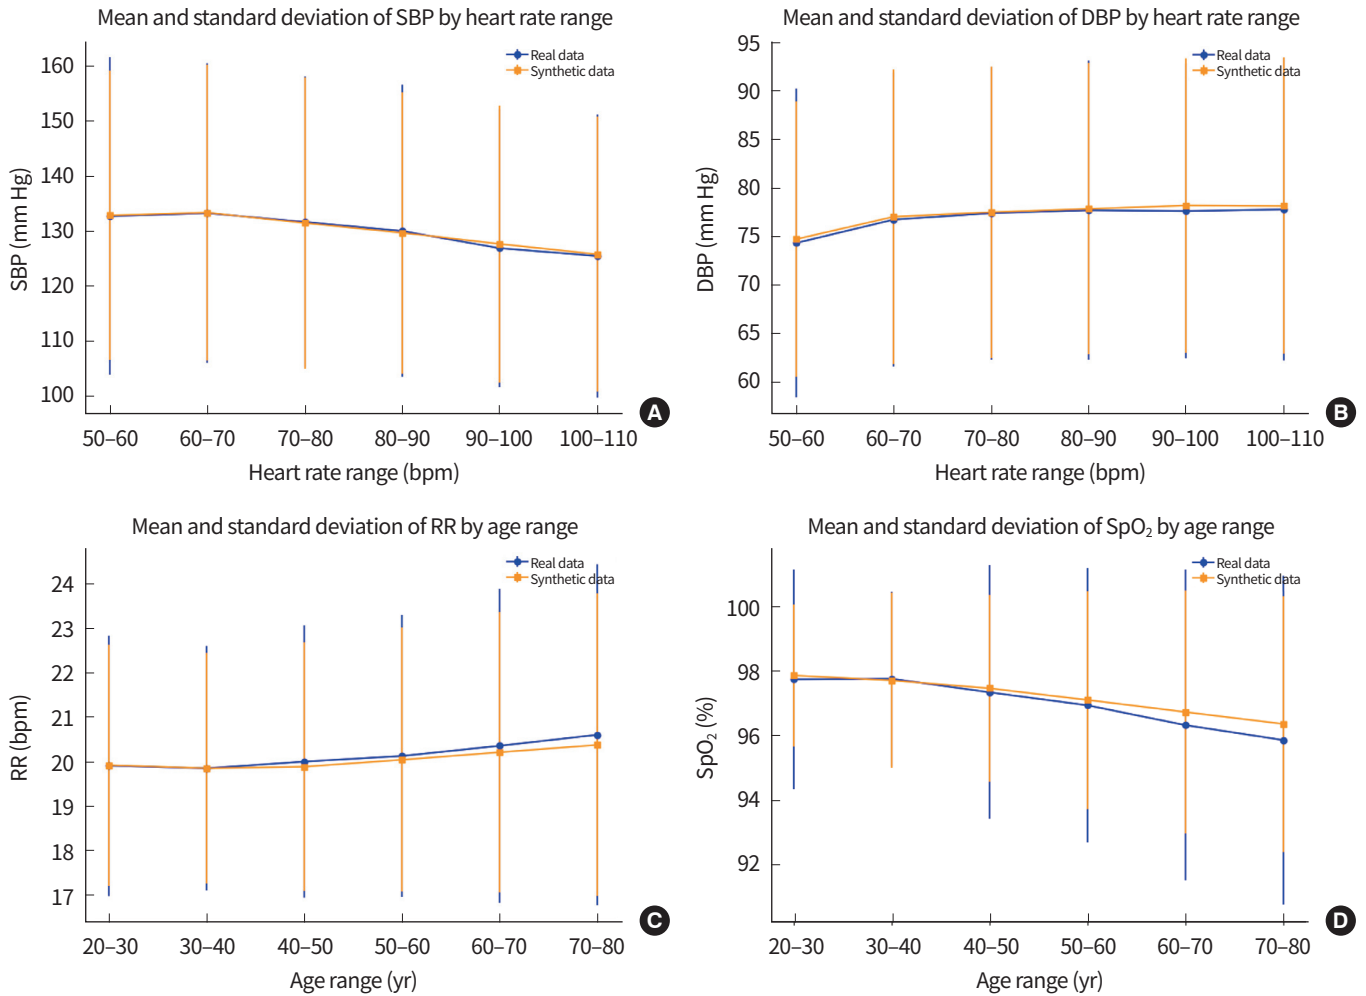 Mean and standard deviation of SBP by heart rate range
Real data
Synthetic data
SBP (mm Hg)
160
150
140
130
120
110
100
50–60 60–70 70–80 80–90 90–100 100–110
Heart rate range (bpm)
A
Mean and standard deviation of DBP by heart rate range
Real data
Synthetic data
DBP (mm Hg)
95
90
85
80
75
70
65
60
50–60 60–70 70–80 80–90 90–100 100–110
Heart rate range (bpm)
B
Mean and standard deviation of RR by age range
Real data
Synthetic data
RR (bpm)
24
23
22
21
20
19
18
17
20–30 30–40 40–50 50–60 60–70 70–80
Age range (yr)
C
Mean and standard deviation of SpO₂ by age range
Real data
Synthetic data
SpO₂ (%)
100
98
96
94
92
20–30 30–40 40–50 50–60 60–70 70–80
Age range (yr)
D